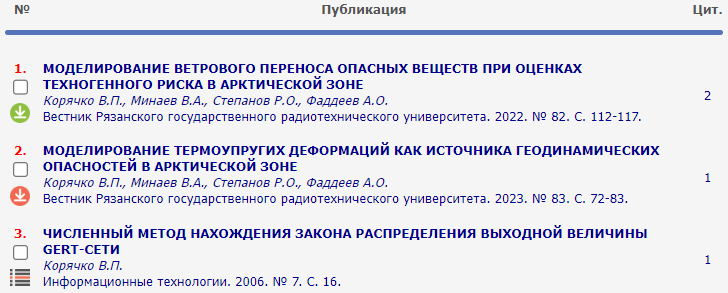 № Публикация Цит.
1. МОДЕЛИРОВАНИЕ ВЕТРОВОГО ПЕРЕНОСА ОПАСНЫХ ВЕЩЕСТВ ПРИ ОЦЕНКАХ
ТЕХНОГЕННОГО РИСКА В АРКТИЧЕСКОЙ ЗОНЕ
Корячко В.П., Минаев В.А., Степанов Р.О., Фаддеев А.О. 2
Вестник Рязанского государственного радиотехнического университета. 2022. № 82. С. 112-117.
2. МОДЕЛИРОВАНИЕ ТЕРМОУПРУГИХ ДЕФОРМАЦИЙ КАК ИСТОЧНИКА ГЕОДИНАМИЧЕСКИХ
ОПАСНОСТЕЙ В АРКТИЧЕСКОЙ ЗОНЕ
Корячко В.П., Минаев В.А., Степанов Р.О., Фаддеев А.О. 1
Вестник Рязанского государственного радиотехнического университета. 2023. № 83. С. 72-83.
3. ЧИСЛЕННЫЙ МЕТОД НАХОЖДЕНИЯ ЗАКОНА РАСПРЕДЕЛЕНИЯ ВЫХОДНОЙ ВЕЛИЧИНЫ
GERT-СЕТИ
Корячко В.П. 1
Информационные технологии. 2006. № 7. С. 16.